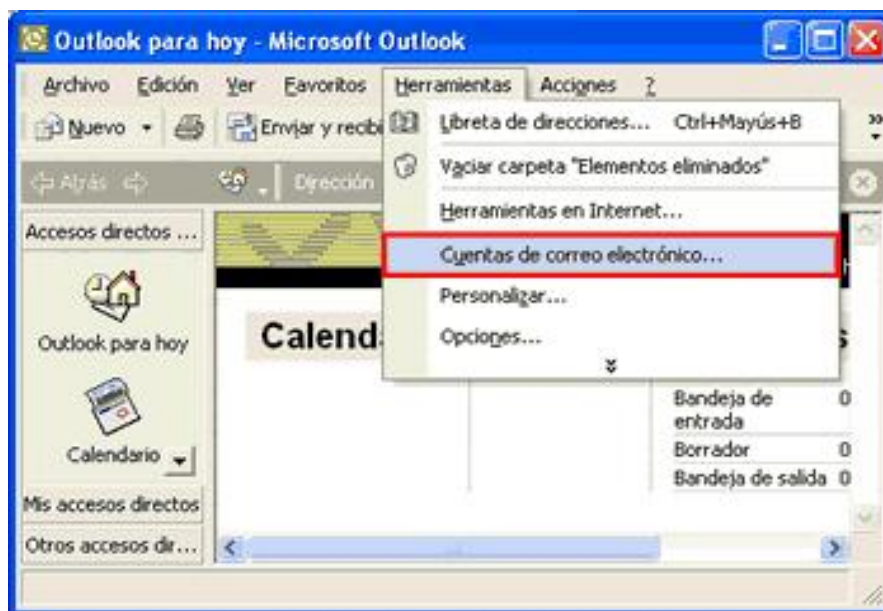 Outlook para hoy - Microsoft Outlook
Archivo Edición Ver Favoritos Herramientas Acciones ?
Nuevo Enviar y recibi
Libreta de direcciones... Ctrl+Mayús+B
Vaciar carpeta "Elementos eliminados"
Atrás Dirección
Herramientas en Internet...
Accesos directos ...
Cuentas de correo electrónico...
Personalizar...
Outlook para hoy
Opciones...
Bandeja de entrada 0
Calendario
Borrador 0
Bandeja de salida 0
Mis accesos directos
Otros accesos dir...